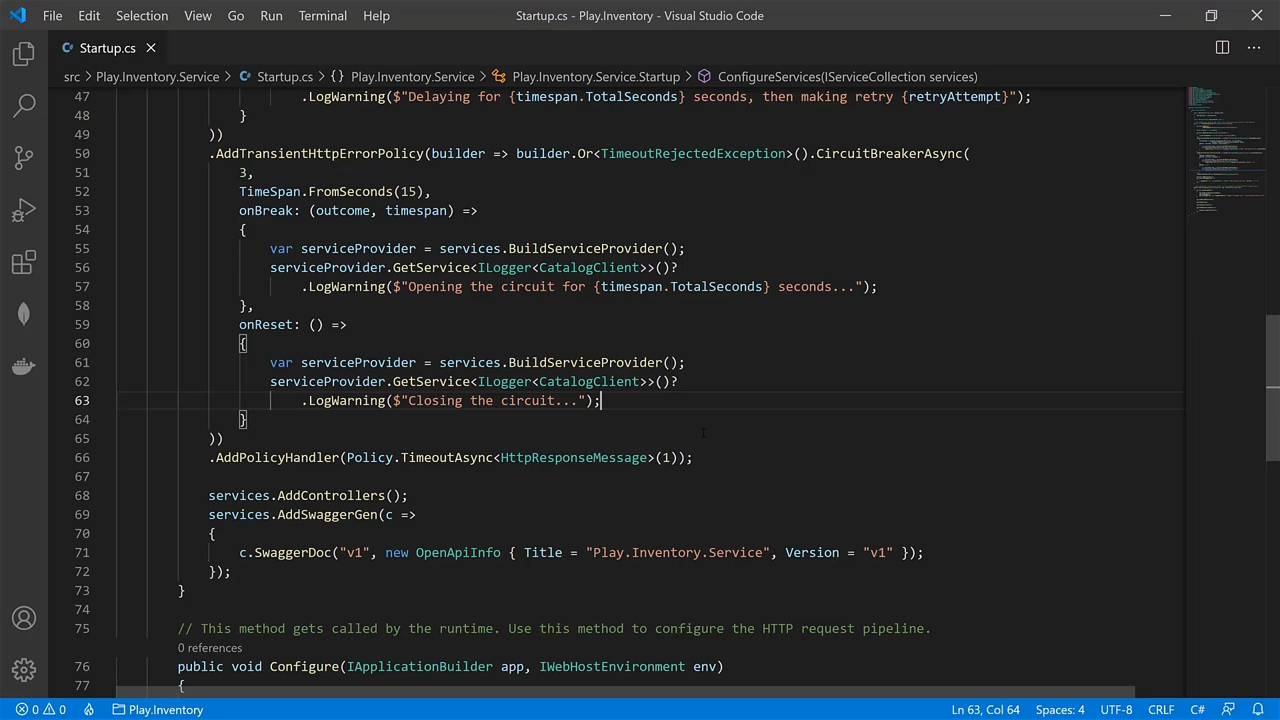 File Edit Selection View Go Run Terminal Help Startup.cs - Play.Inventory - Visual Studio Code
Startup.cs
src > Play.Inventory.Service > Startup.cs > {} Play.Inventory.Service > Play.Inventory.Service.Startup > ConfigureServices(IServiceCollection services)
47 .LogWarning($"Delaying for {timespan.TotalSeconds} seconds, then making retry {retryAttempt}");
48 }
49 ))
50 .AddTransientHttpErrorPolicy(builder => builder.Or<TimeoutRejectedException>().CircuitBreakerAsync(
51 3,
52 TimeSpan.FromSeconds(15),
53 onBreak: (outcome, timespan) =>
54 {
55 var serviceProvider = services.BuildServiceProvider();
56 serviceProvider.GetService<ILogger<CatalogClient>>()?
57 .LogWarning($"Opening the circuit for {timespan.TotalSeconds} seconds...");
58 },
59 onReset: () =>
60 {
61 var serviceProvider = services.BuildServiceProvider();
62 serviceProvider.GetService<ILogger<CatalogClient>>()?
63 .LogWarning($"Closing the circuit...");
64 }
65 ))
66 .AddPolicyHandler(Policy.TimeoutAsync<HttpResponseMessage>(1));
67
68 services.AddControllers();
69 services.AddSwaggerGen(c =>
70 {
71 c.SwaggerDoc("v1", new OpenApiInfo { Title = "Play.Inventory.Service", Version = "v1" });
72 });
73 }
74
75 // This method gets called by the runtime. Use this method to configure the HTTP request pipeline.
0 references
76 public void Configure(IApplicationBuilder app, IWebHostEnvironment env)
77 {
0 0 Play.Inventory Ln 63, Col 64 Spaces: 4 UTF-8 CRLF C#